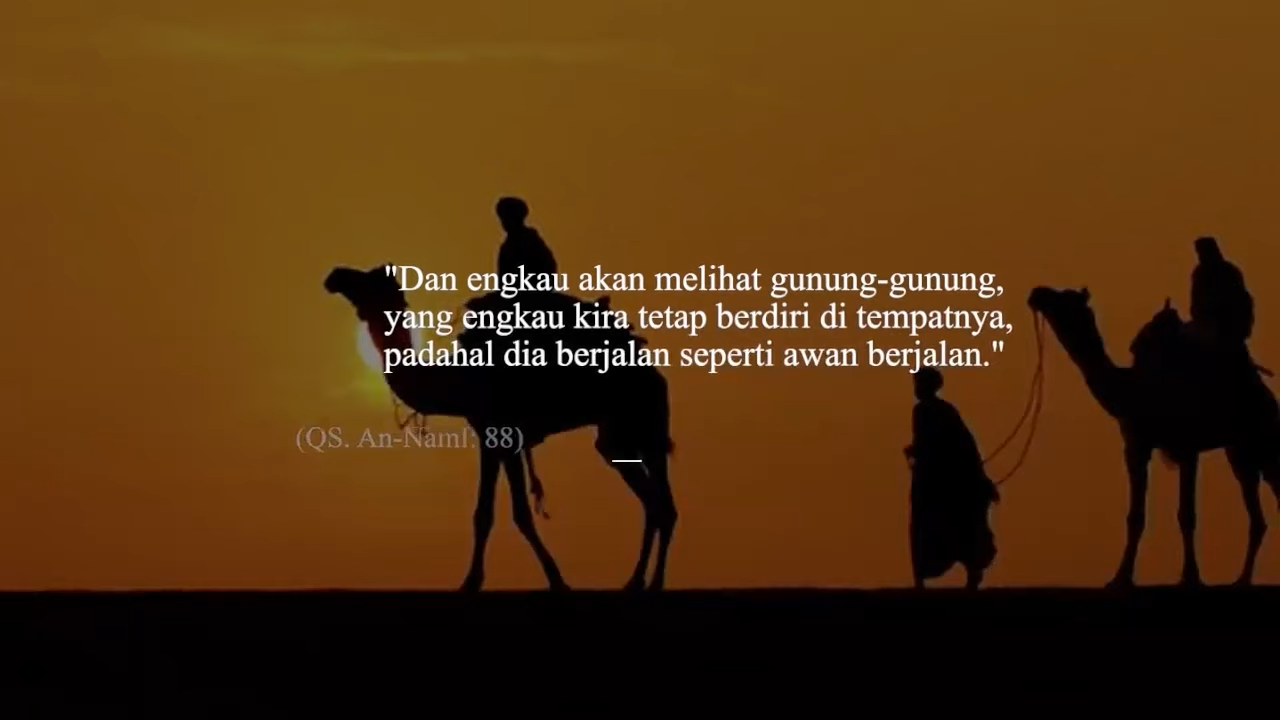 "Dan engkau akan melihat gunung-gunung,
yang engkau kira tetap berdiri di tempatnya,
padahal dia berjalan seperti awan berjalan."
(QS. An-Naml: 88)